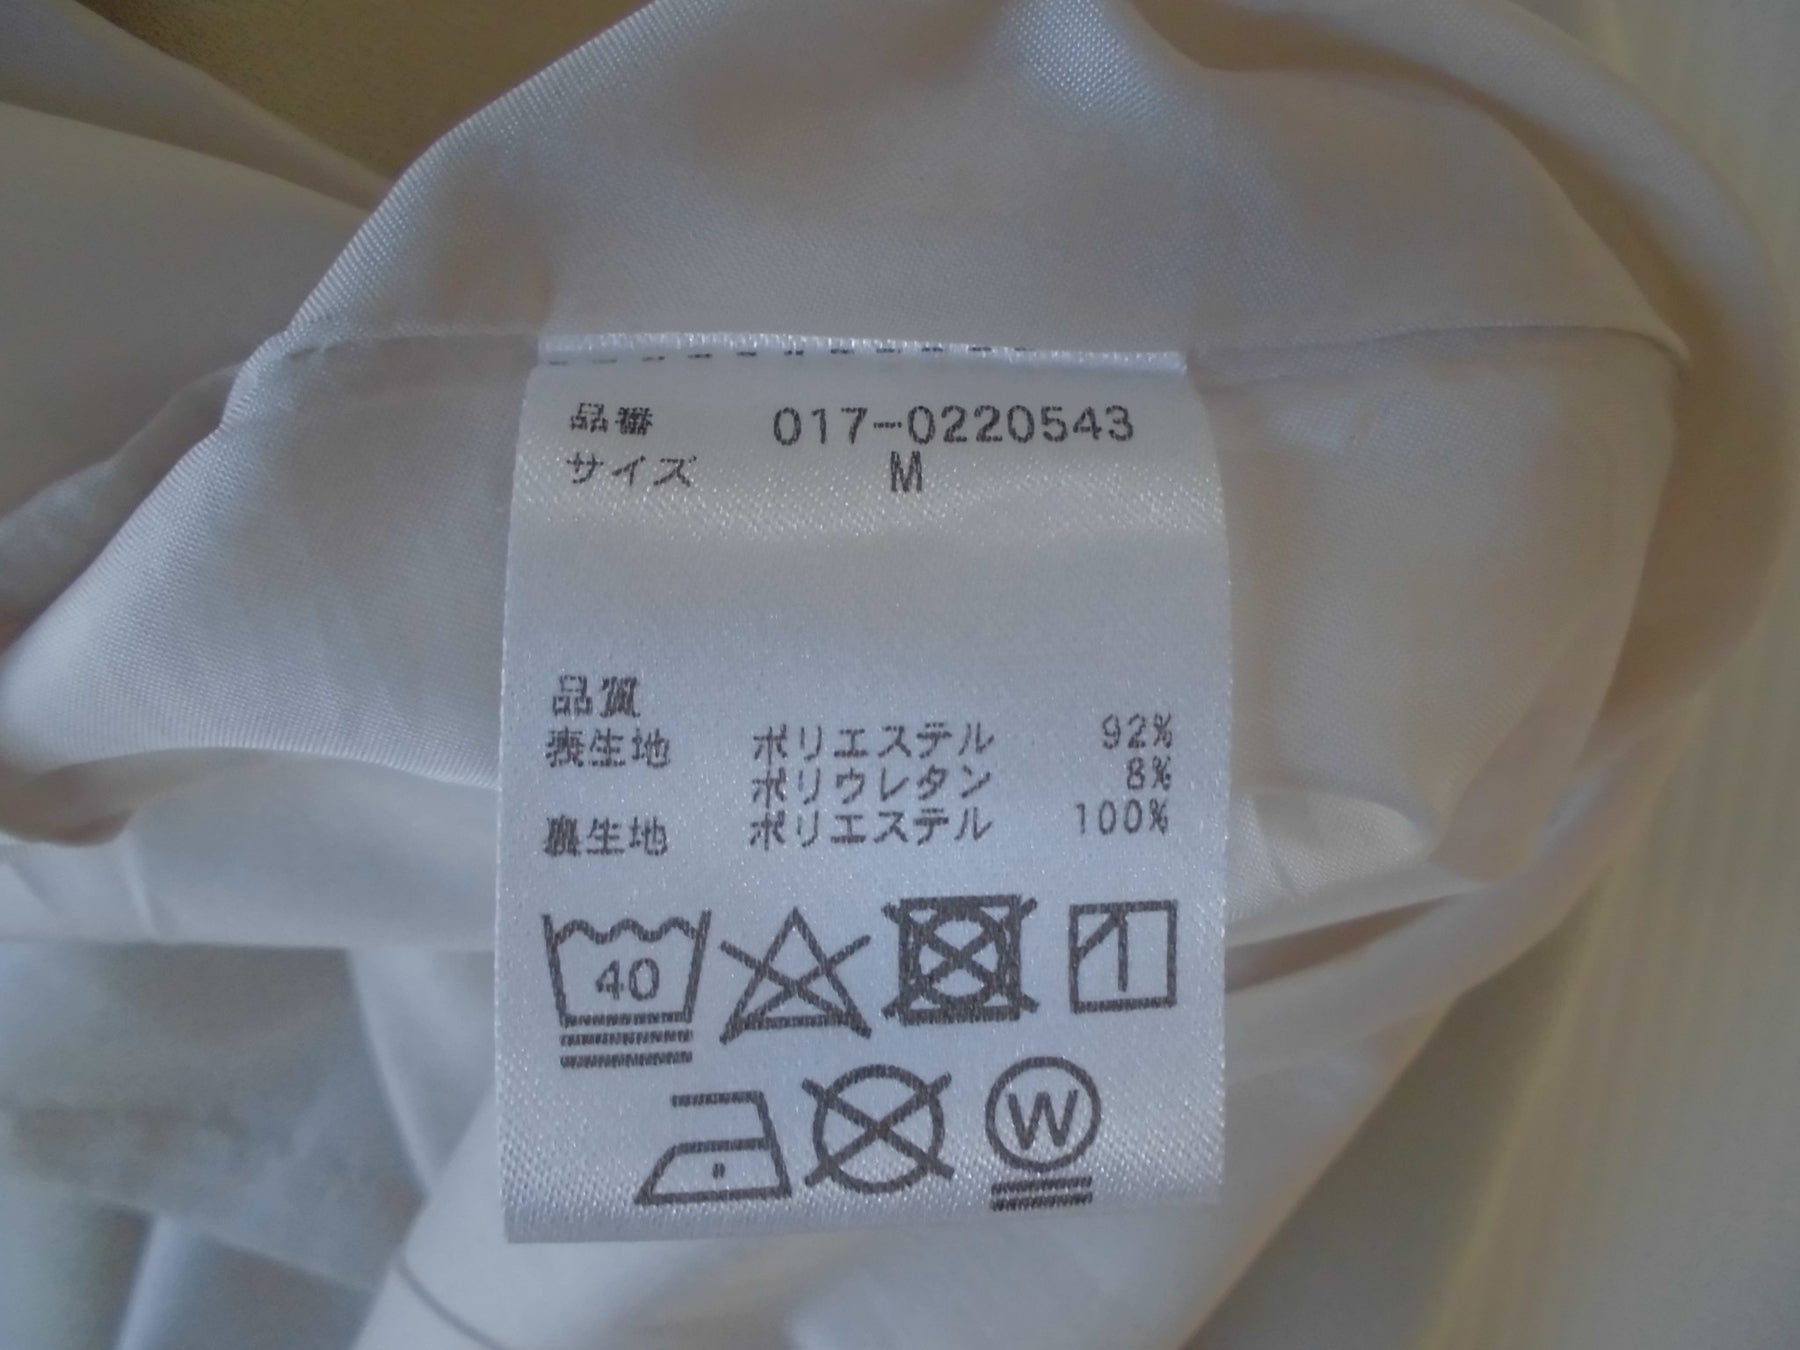 品番 017-0220543
サイズ M
品質
表生地 ポリエステル 92%
ポリウレタン 8%
裏生地 ポリエステル 100%
40
W